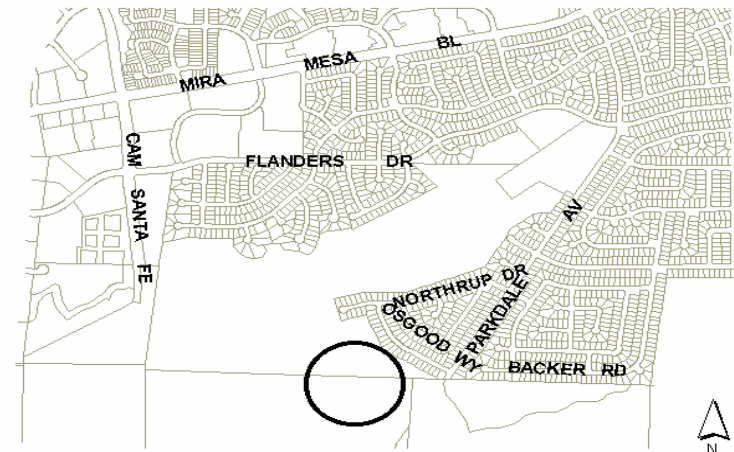 MIRA MESA BL
CAM SANTA FE
FLANDERS DR
AV
NORTHRUP DR
OSGOOD WY
PARKDALE
BACKER RD
N